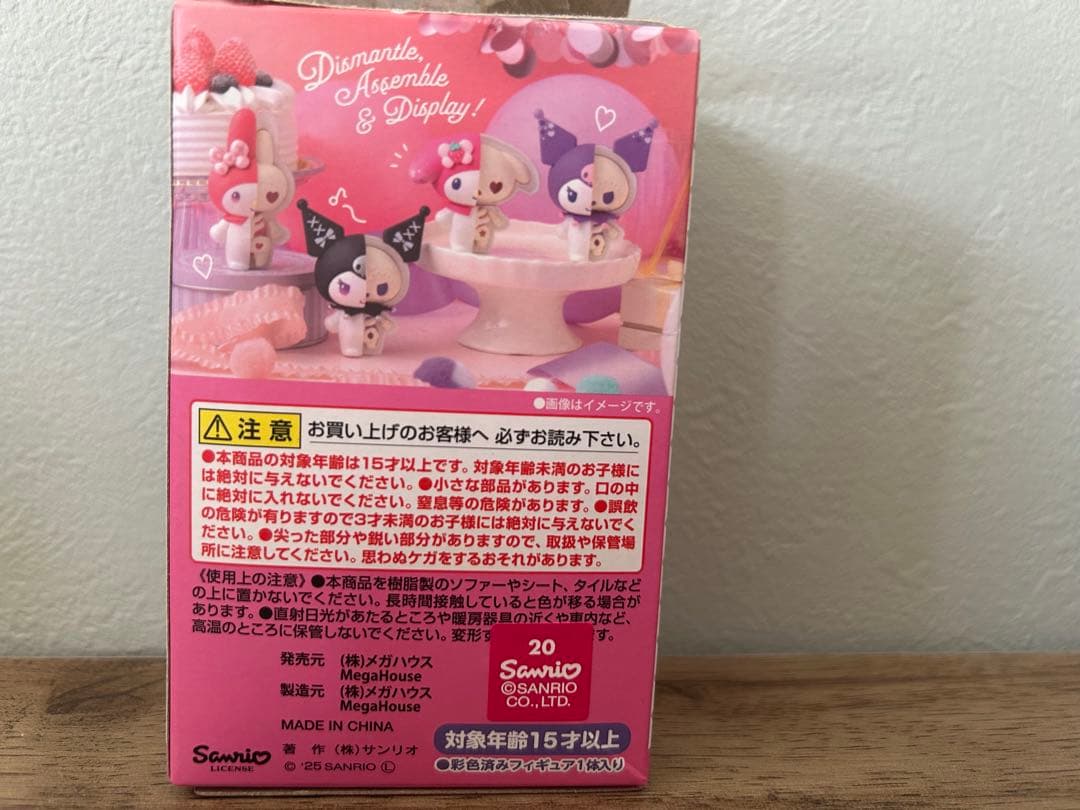 Dismantle,
Assemble
& Display!
●画像はイメージです。
注意 お買い上げのお客様へ 必ずお読み下さい。
●本商品の対象年齢は15才以上です。対象年齢未満のお子様に
は絶対に与えないでください。●小さな部品があります。口の中
に絶対に入れないでください。窒息等の危険があります。●誤飲
の危険が有りますので3才未満のお子様には絶対に与えないでく
ださい。●尖った部分や鋭い部分がありますので、取扱や保管場
所に注意してください。思わぬケガをするおそれがあります。
《使用上の注意》●本商品を樹脂製のソファーやシート、タイルなど
の上に置かないでください。長時間接触していると色が移る場合が
あります。●直射日光があたるところや暖房器具の近くや車内など、
高温のところに保管しないでください。変形す
す。
20
Sanrio
©SANRIO
CO.,LTD.
発売元 (株)メガハウス
MegaHouse
製造元 (株)メガハウス
MegaHouse
MADE IN CHINA
Sanrio
LICENSE
著 作 (株)サンリオ
© '25 SANRIO Ⓛ
対象年齢15才以上
●彩色済みフィギュア1体入り